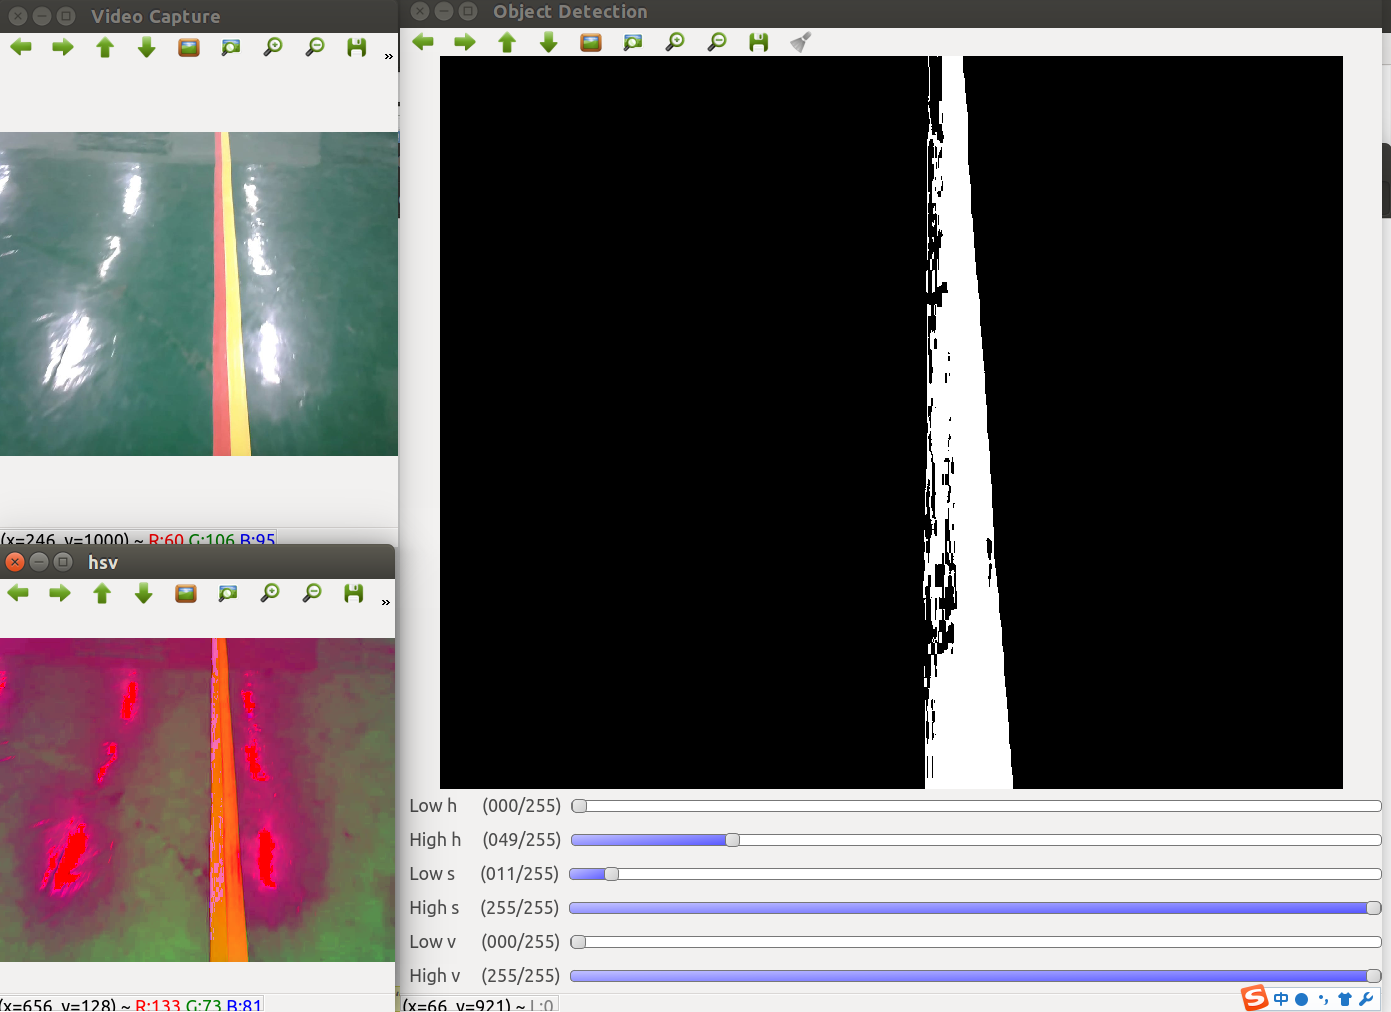 Video Capture
Object Detection
»
(x=246, y=1000) ~ R:60 G:106 B:95
hsv
»
Low h (000/255)
High h (049/255)
Low s (011/255)
High s (255/255)
Low v (000/255)
High v (255/255)
(x=656, y=128) ~ R:133 G:73 B:81
(x=66, y=921) ~ L:0
S 中